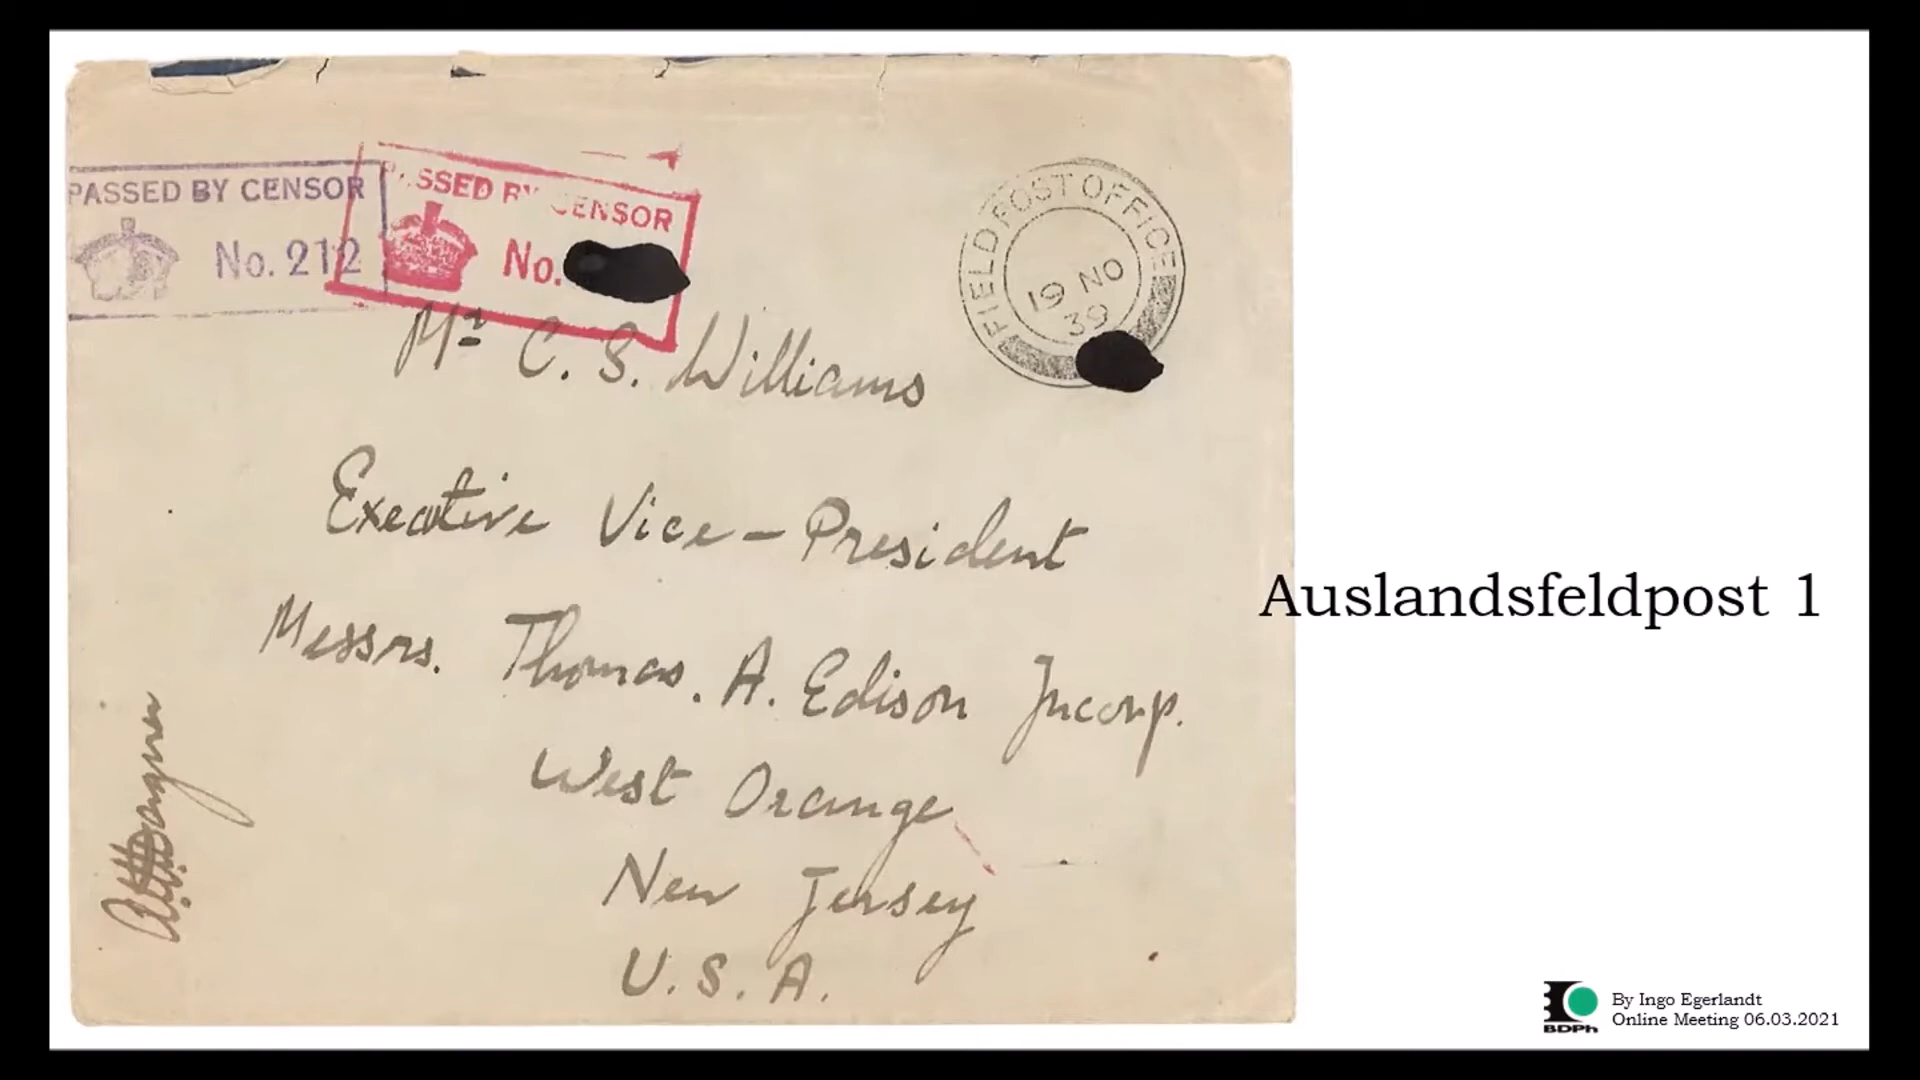 PASSED BY CENSOR
No. 212
PASSED BY CENSOR
No.
FIELD POST OFFICE
19 NO
39
Mr C. S. Williams
Executive Vice-President
Messrs. Thomas. A. Edison Incorp.
West Orange
New Jersey
U.S.A.
Auslandsfeldpost 1
BDPh
By Ingo Egerlandt
Online Meeting 06.03.2021